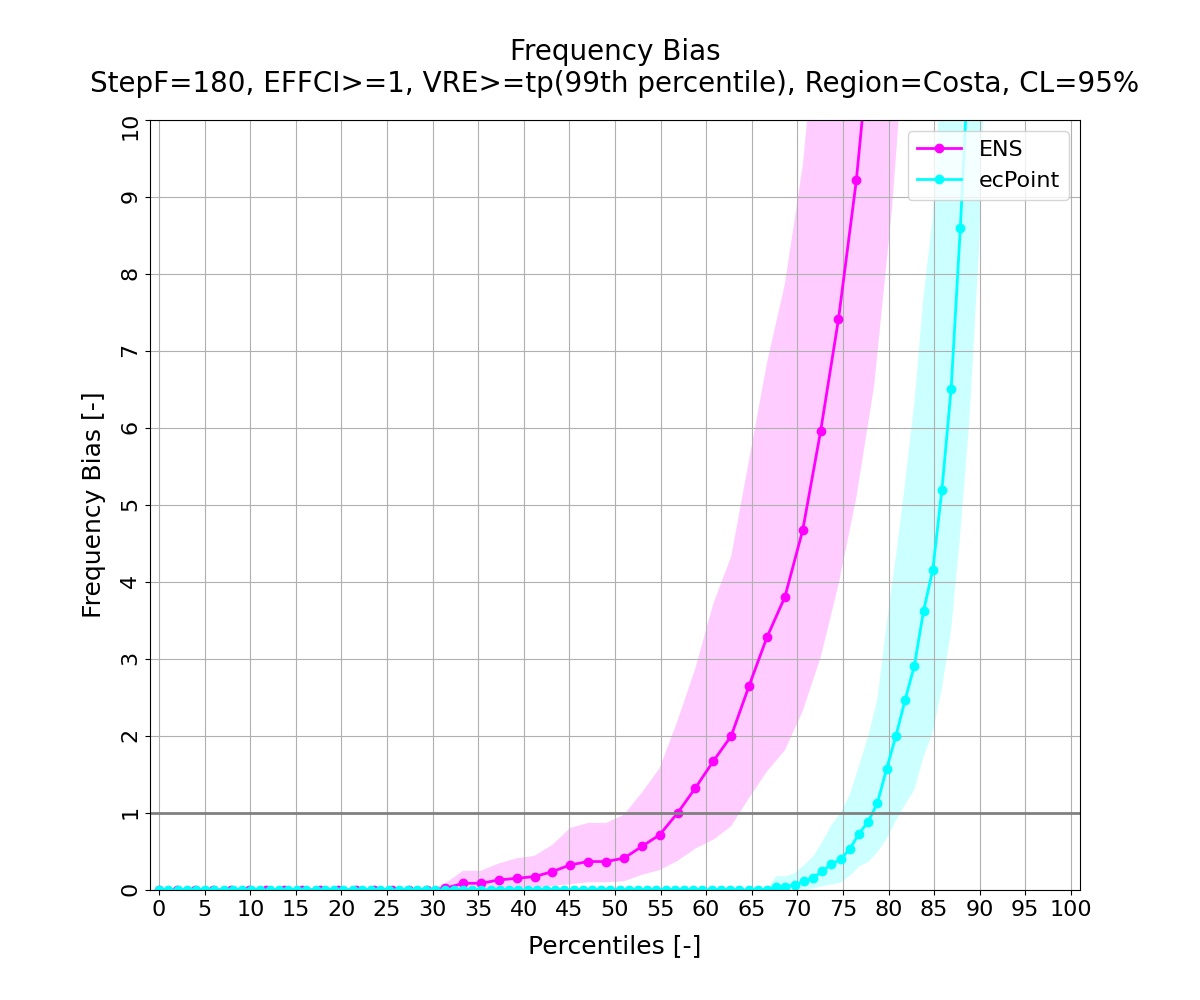 Frequency Bias
StepF=180, EFFCI>=1, VRE>=tp(99th percentile), Region=Costa, CL=95%
10
9
8
7
6
5
4
3
2
1
0
Frequency Bias [-]
ENS
ecPoint
0 5 10 15 20 25 30 35 40 45 50 55 60 65 70 75 80 85 90 95 100
Percentiles [-]